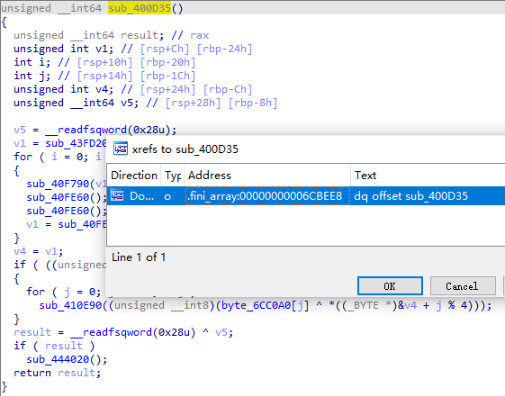 unsigned __int64 sub_400D35()
{
unsigned __int64 result; // rax
unsigned int v1; // [rsp+Ch] [rbp-24h]
int i; // [rsp+10h] [rbp-20h]
int j; // [rsp+14h] [rbp-1Ch]
unsigned int v4; // [rsp+24h] [rbp-Ch]
unsigned __int64 v5; // [rsp+28h] [rbp-8h]
v5 = __readfsqword(0x28u);
v1 = sub_43FD20
for ( i = 0; i
{
sub_40F790(v1
sub_40FE60();
sub_40FE60();
v1 = sub_40FE
}
v4 = v1;
if ( ((unsigned
{
for ( j = 0;
sub_410E90((unsigned __int8)(byte_6CC0A0[j] ^ *((_BYTE *)&v4 + j % 4)));
}
result = __readfsqword(0x28u) ^ v5;
if ( result )
sub_444020();
return result;
}
xrefs to sub_400D35
Direction Typ Address Text
Do... o .fini_array:00000000006CBEE8 dq offset sub_400D35
Line 1 of 1
OK Cancel